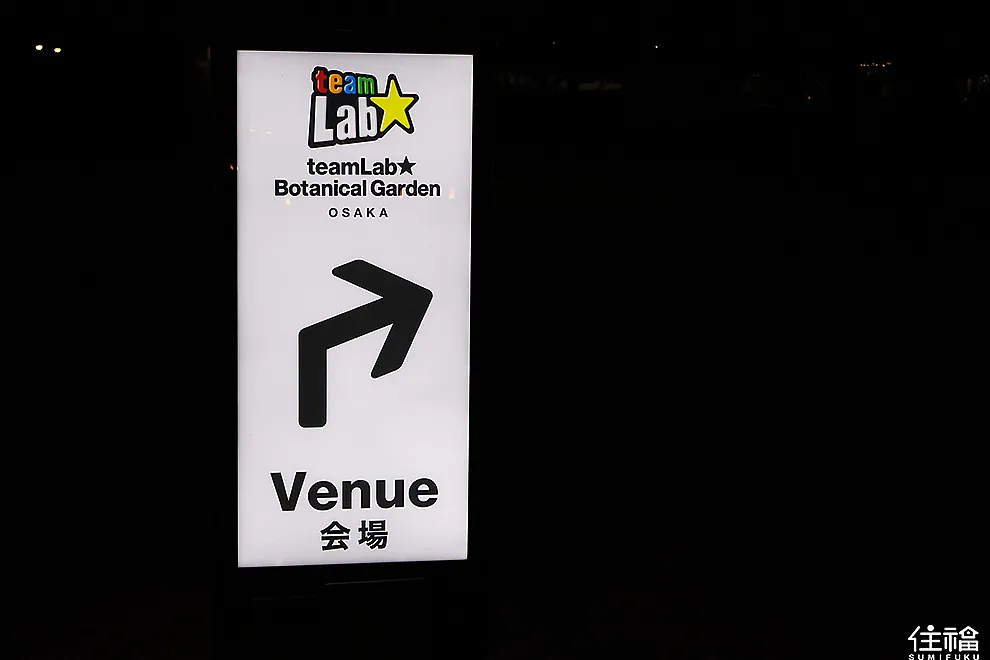 team
Lab
teamLab★
Botanical Garden
OSAKA
Venue
会場
住福
SUMIFUKU